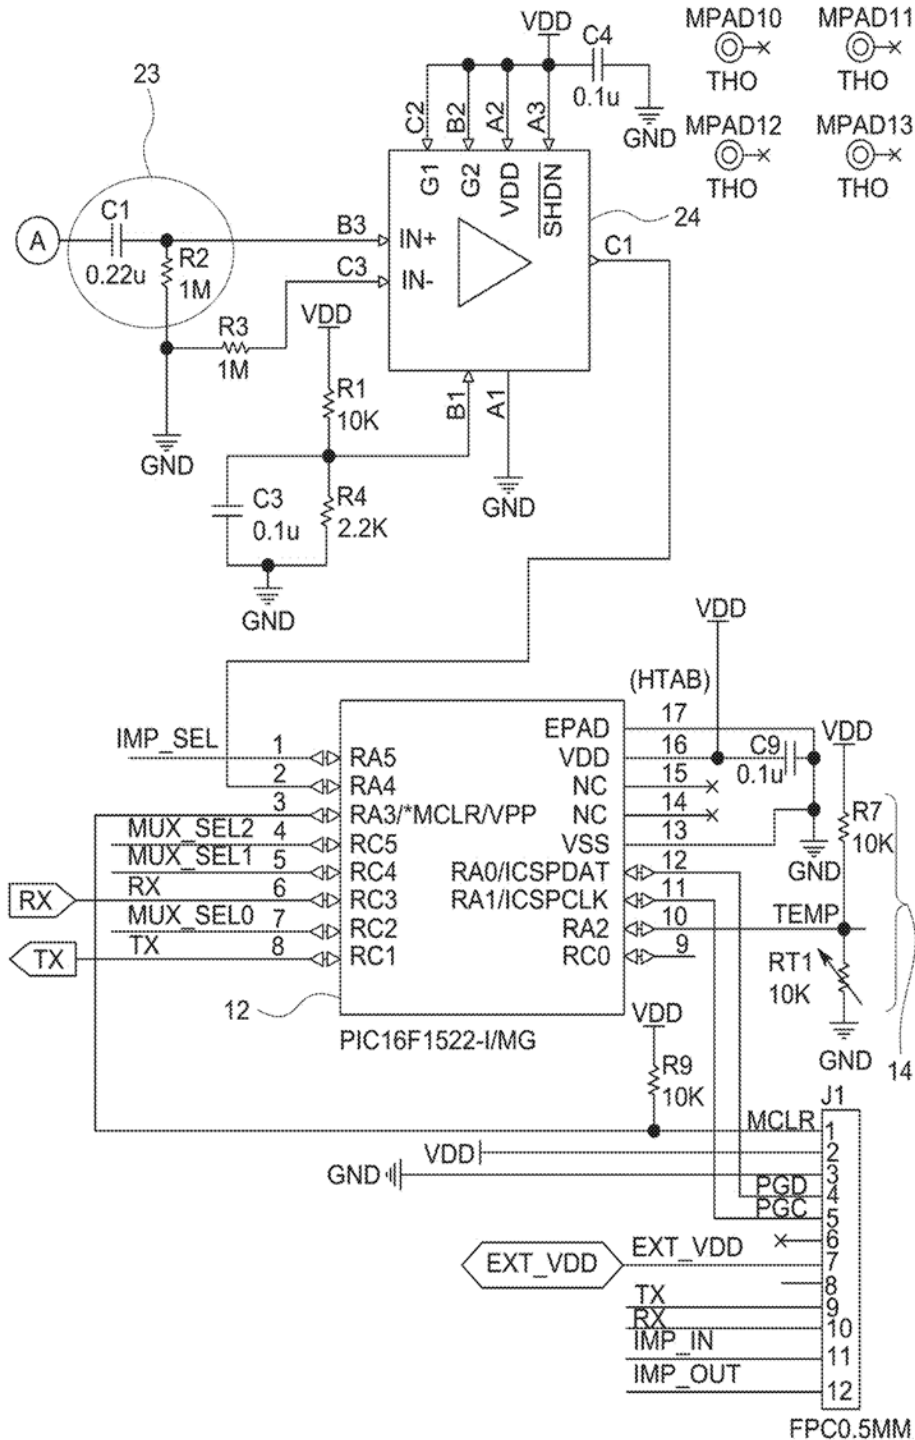 VDD
C4
0.1u
GND
MPAD10
THO
MPAD11
THO
MPAD12
THO
MPAD13
THO
23
C2
B2
A2
A3
G1
G2
VDD
SHDN
24
A
C1
0.22u
R2
1M
B3
IN+
C3
IN-
C1
R3
1M
GND
VDD
R1
10K
B1
A1
GND
C3
0.1u
R4
2.2K
GND
VDD
(HTAB)
IMP_SEL
1
RA5
EPAD
17
2
RA4
VDD
16
C9
0.1u
VDD
3
RA3/*MCLR/VPP
NC
15
MUX_SEL2
4
RC5
NC
14
MUX_SEL1
5
RC4
VSS
13
GND
R7
10K
RX
RX
6
RC3
RA0/ICSPDAT
12
MUX_SEL0
7
RC2
RA1/ICSPCLK
11
TX
TX
8
RC1
RA2
10
TEMP
RC0
9
RT1
10K
GND
14
12
PIC16F1522-I/MG
VDD
R9
10K
J1
MCLR
1
VDD
2
GND
3
PGD
4
PGC
5
6
EXT_VDD
EXT_VDD
7
8
TX
9
RX
10
IMP_IN
11
IMP_OUT
12
FPC0.5MM